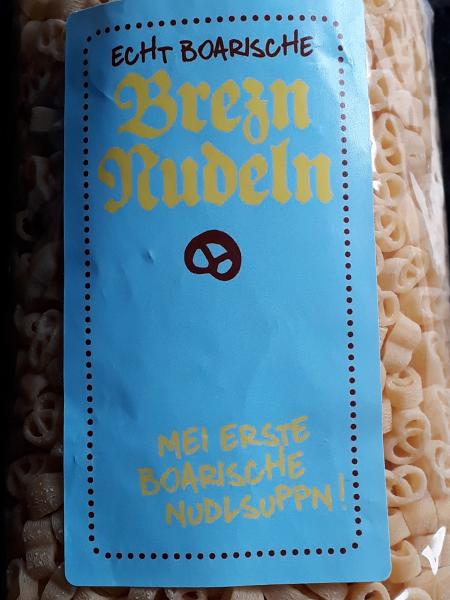 ECHT BOARISCHE
Brezn
Nudeln
MEI ERSTE
BOARISCHE
NUDLSUPPN!